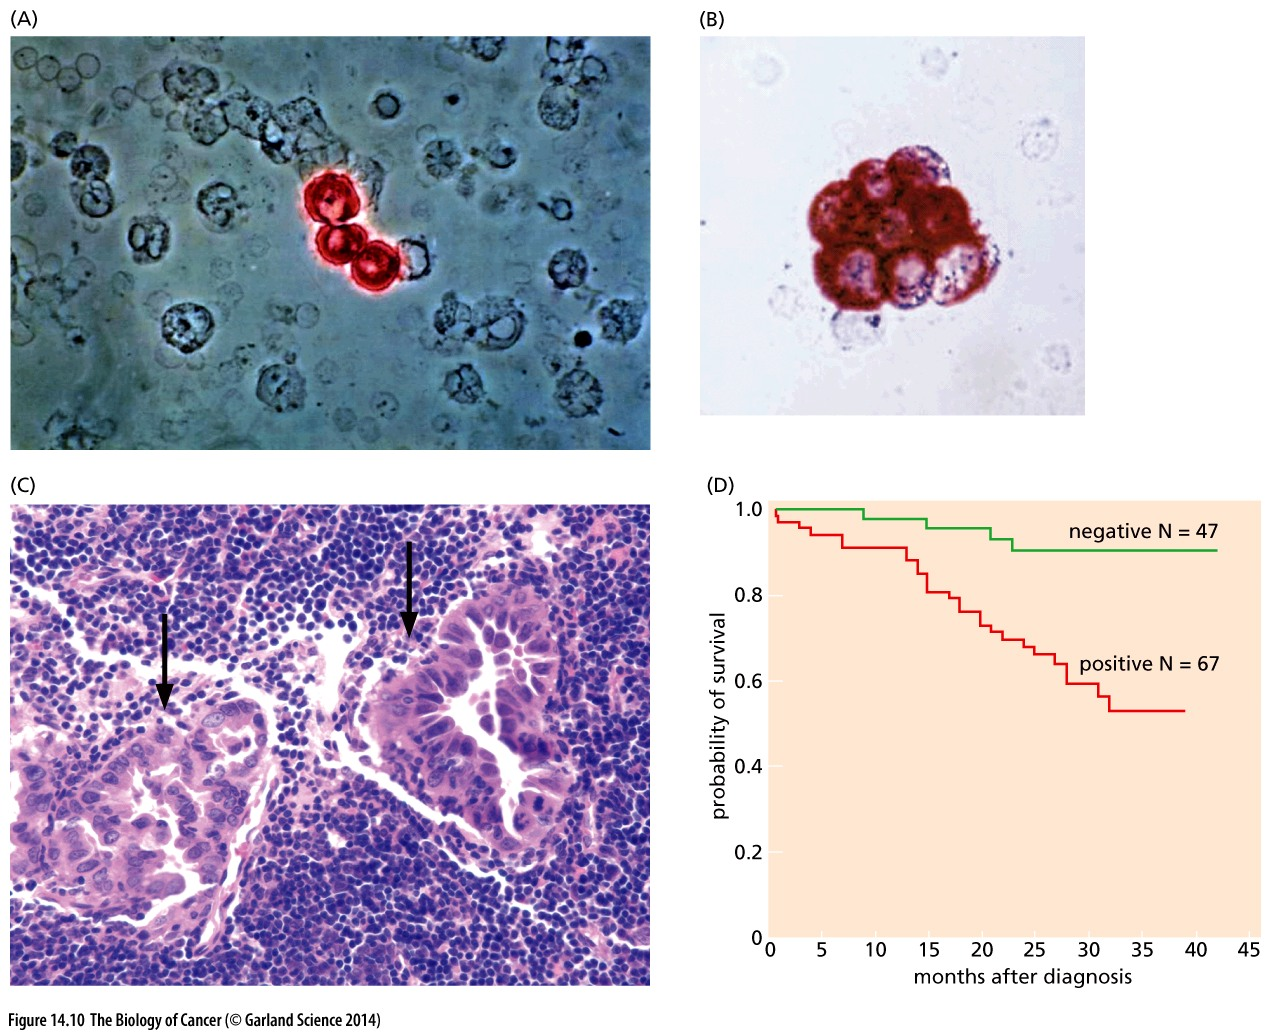 (A)
(B)
(C)
(D)
1.0
0.8
0.6
0.4
0.2
0
probability of survival
negative N = 47
positive N = 67
0 5 10 15 20 25 30 35 40 45
months after diagnosis
Figure 14.10 The Biology of Cancer (© Garland Science 2014)